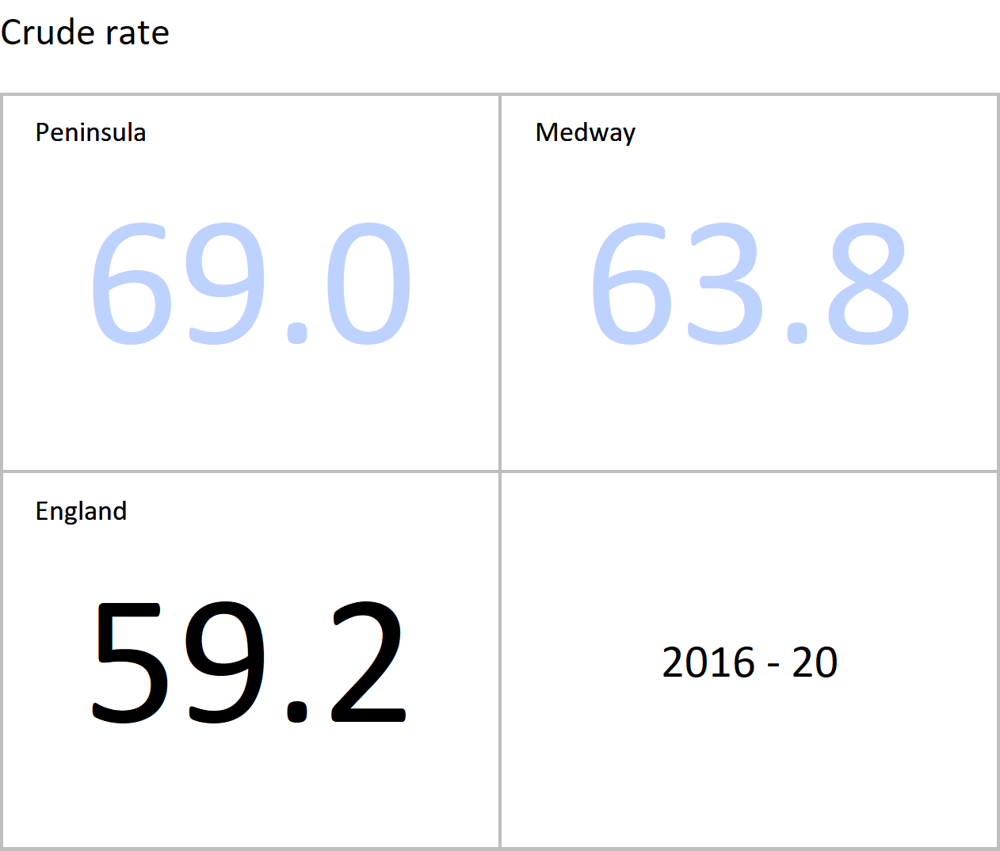 Crude rate
Peninsula
69.0
Medway
63.8
England
59.2
2016 - 20